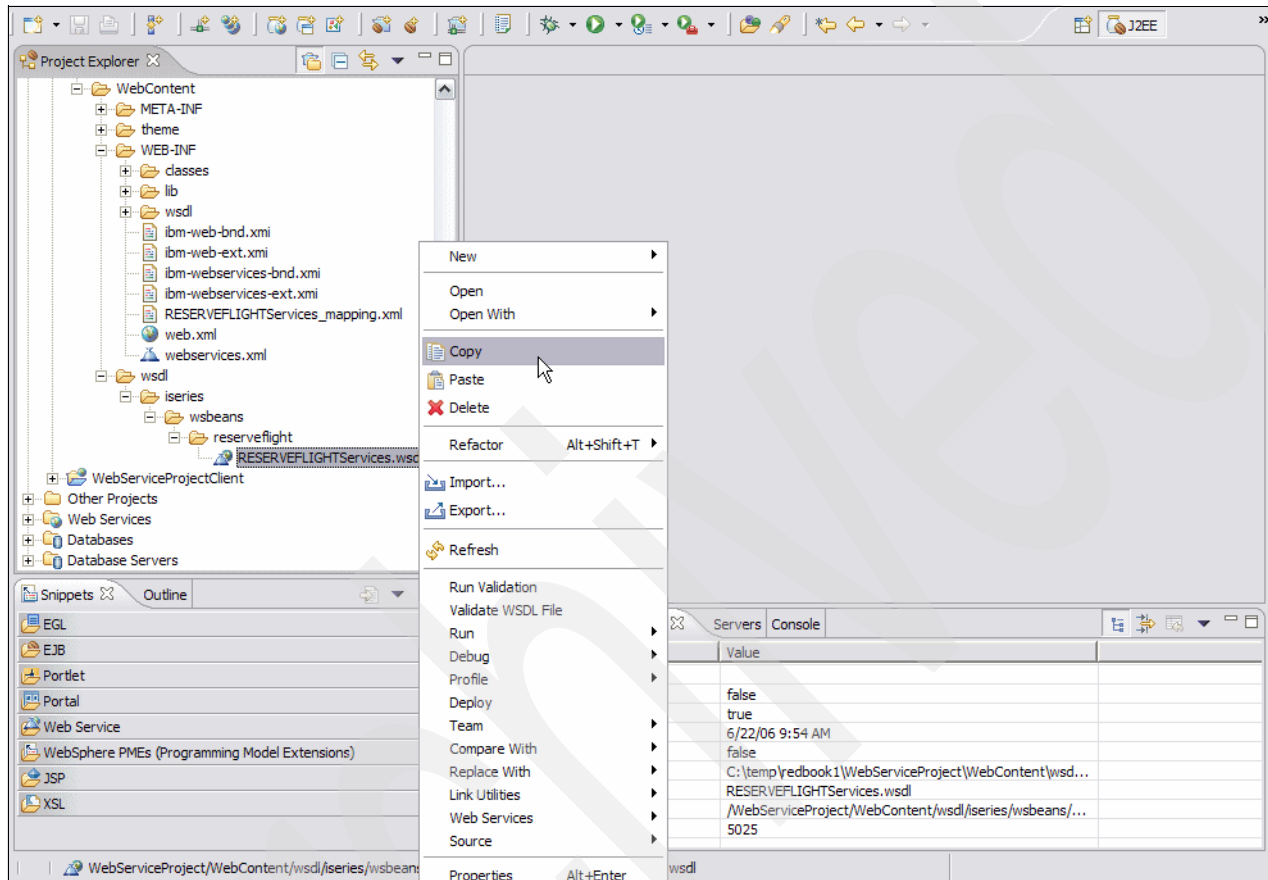 J2EE
»
Project Explorer
WebContent
META-INF
theme
WEB-INF
classes
lib
wsdl
ibm-web-bnd.xmi
ibm-web-ext.xmi
ibm-webservices-bnd.xmi
ibm-webservices-ext.xmi
RESERVEFLIGHTServices_mapping.xml
web.xml
webservices.xml
wsdl
iseries
wsbeans
reserveflight
RESERVEFLIGHTServices.wsd
WebServiceProjectClient
Other Projects
Web Services
Databases
Database Servers
New
Open
Open With
Copy
Paste
Delete
Refactor Alt+Shift+T
Import...
Export...
Refresh
Run Validation
Validate WSDL File
Run
Debug
Profile
Deploy
Team
Compare With
Replace With
Link Utilities
Web Services
Source
Properties Alt+Enter
Snippets Outline
EGL
EJB
Portlet
Portal
Web Service
WebSphere PMEs (Programming Model Extensions)
JSP
XSL
Servers Console
Value
false
true
6/22/06 9:54 AM
false
C:\temp\redbook1\WebServiceProject\WebContent\wsd...
RESERVEFLIGHTServices.wsdl
/WebServiceProject/WebContent/wsdl/iseries/wsbeans/...
5025
WebServiceProject/WebContent/wsdl/iseries/wsbeans wsdl